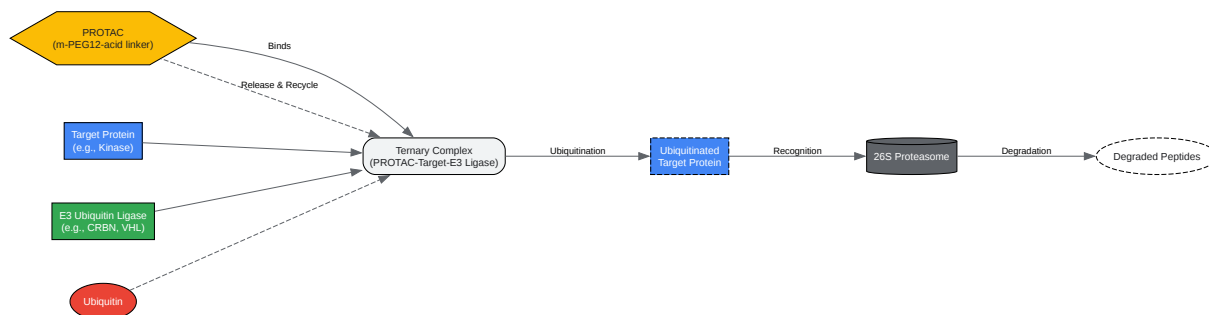 PROTAC
(m-PEG12-acid linker)
Binds
Release & Recycle
Target Protein
(e.g., Kinase)
Ternary Complex
(PROTAC-Target-E3 Ligase)
Ubiquitination
Ubiquitinated
Target Protein
Recognition
26S Proteasome
Degradation
Degraded Peptides
E3 Ubiquitin Ligase
(e.g., CRBN, VHL)
Ubiquitin